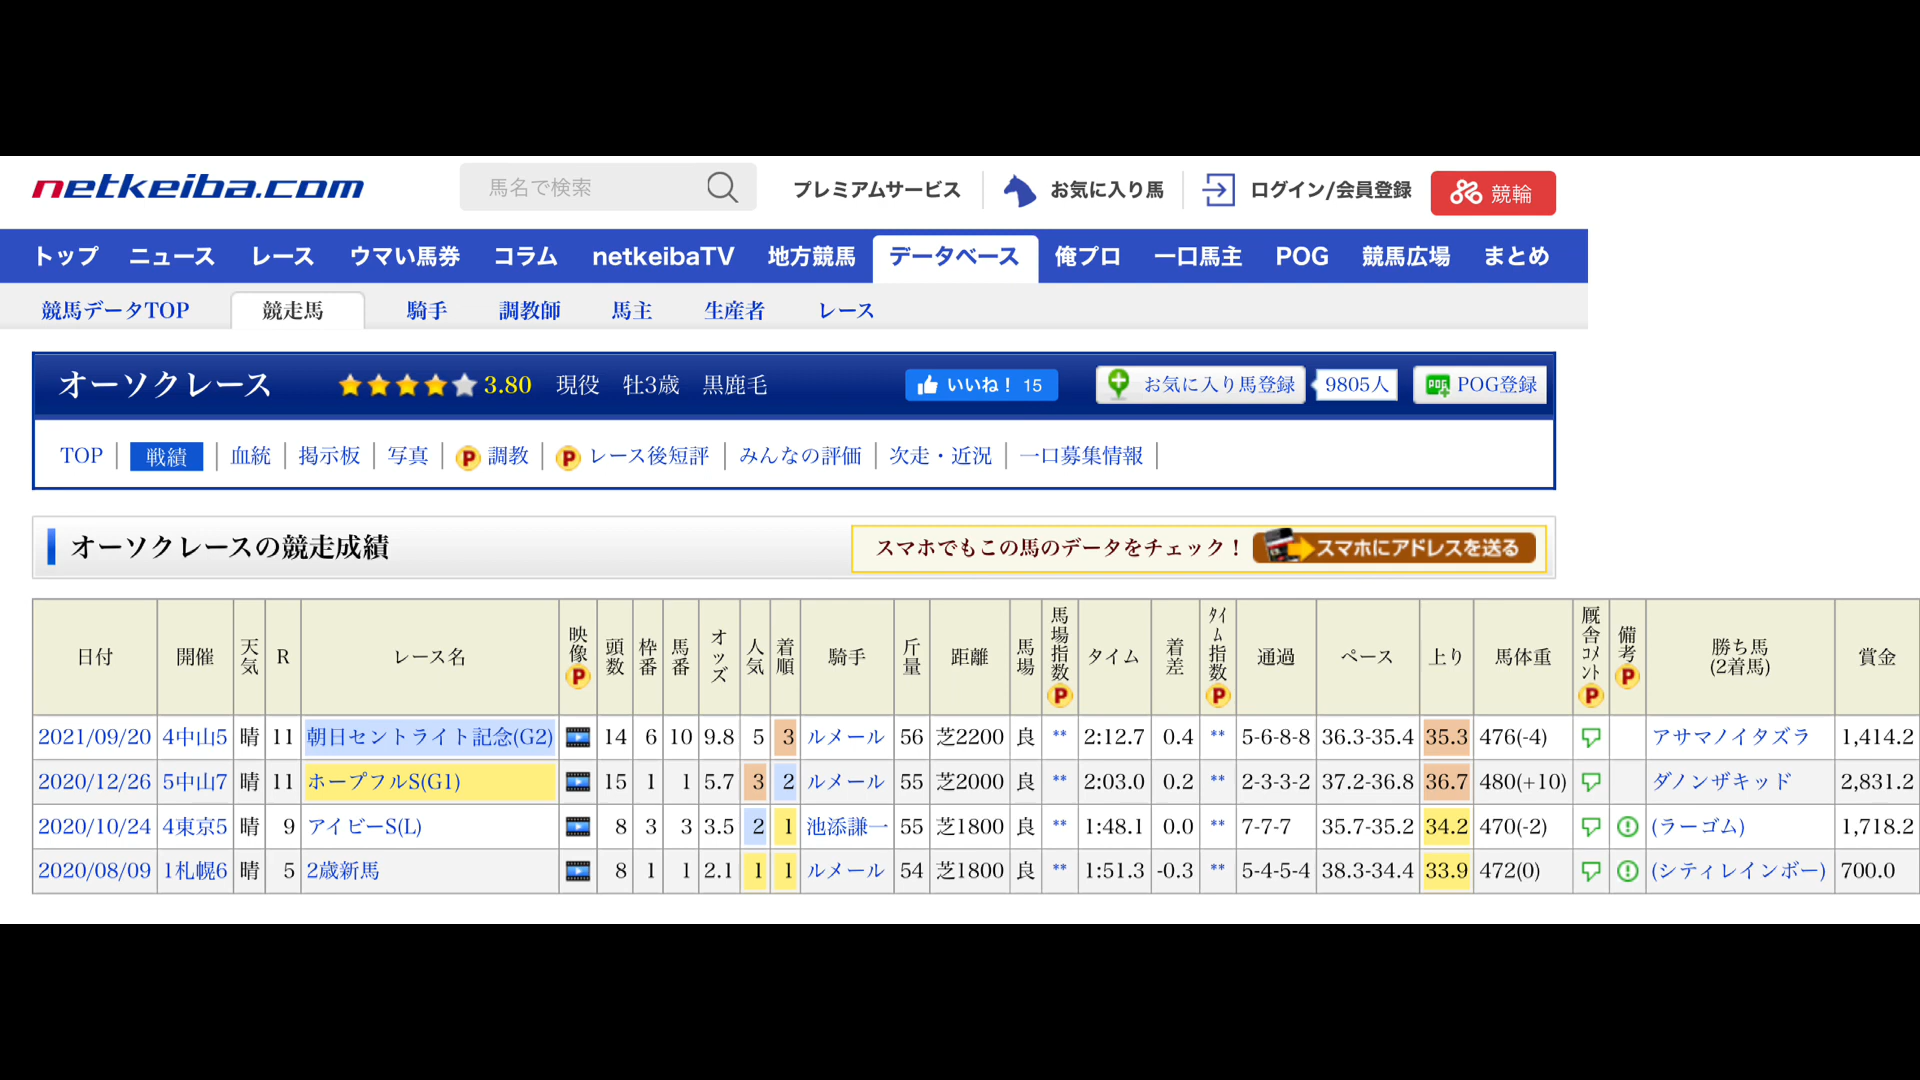 netkeiba.com 馬名で検索 プレミアムサービス お気に入り馬 ログイン/会員登録 競輪
トップ ニュース レース ウマい馬券 コラム netkeibaTV 地方競馬 データベース 俺プロ 一口馬主 POG 競馬広場 まとめ
競馬データTOP 競走馬 騎手 調教師 馬主 生産者 レース
オーソクレース 3.80 現役 牡3歳 黒鹿毛 いいね！ 15 お気に入り馬登録 9805人 POG登録
TOP 戦績 血統 掲示板 写真 P 調教 P レース後短評 みんなの評価 次走・近況 一口募集情報
オーソクレースの競走成績 スマホでもこの馬のデータをチェック！ スマホにアドレスを送る
日付 開催 天気 R レース名 映像 P 頭数 枠番 馬番 オッズ 人気 着順 騎手 斤量 距離 馬場 馬場指数 P タイム 着差 ﾀｲﾑ指数 P 通過 ペース 上り 馬体重 厩舎ｺﾒﾝﾄ P 備考 P 勝ち馬(2着馬) 賞金
2021/09/20 4中山5 晴 11 朝日セントライト記念(G2) 14 6 10 9.8 5 3 ルメール 56 芝2200 良 ** 2:12.7 0.4 ** 5-6-8-8 36.3-35.4 35.3 476(-4) アサマノイタズラ 1,414.2
2020/12/26 5中山7 晴 11 ホープフルS(G1) 15 1 1 5.7 3 2 ルメール 55 芝2000 良 ** 2:03.0 0.2 ** 2-3-3-2 37.2-36.8 36.7 480(+10) ダノンザキッド 2,831.2
2020/10/24 4東京5 晴 9 アイビーS(L) 8 3 3 3.5 2 1 池添謙一 55 芝1800 良 ** 1:48.1 0.0 ** 7-7-7 35.7-35.2 34.2 470(-2) (ラーゴム) 1,718.2
2020/08/09 1札幌6 晴 5 2歳新馬 8 1 1 2.1 1 1 ルメール 54 芝1800 良 ** 1:51.3 -0.3 ** 5-4-5-4 38.3-34.4 33.9 472(0) (シティレインボー) 700.0